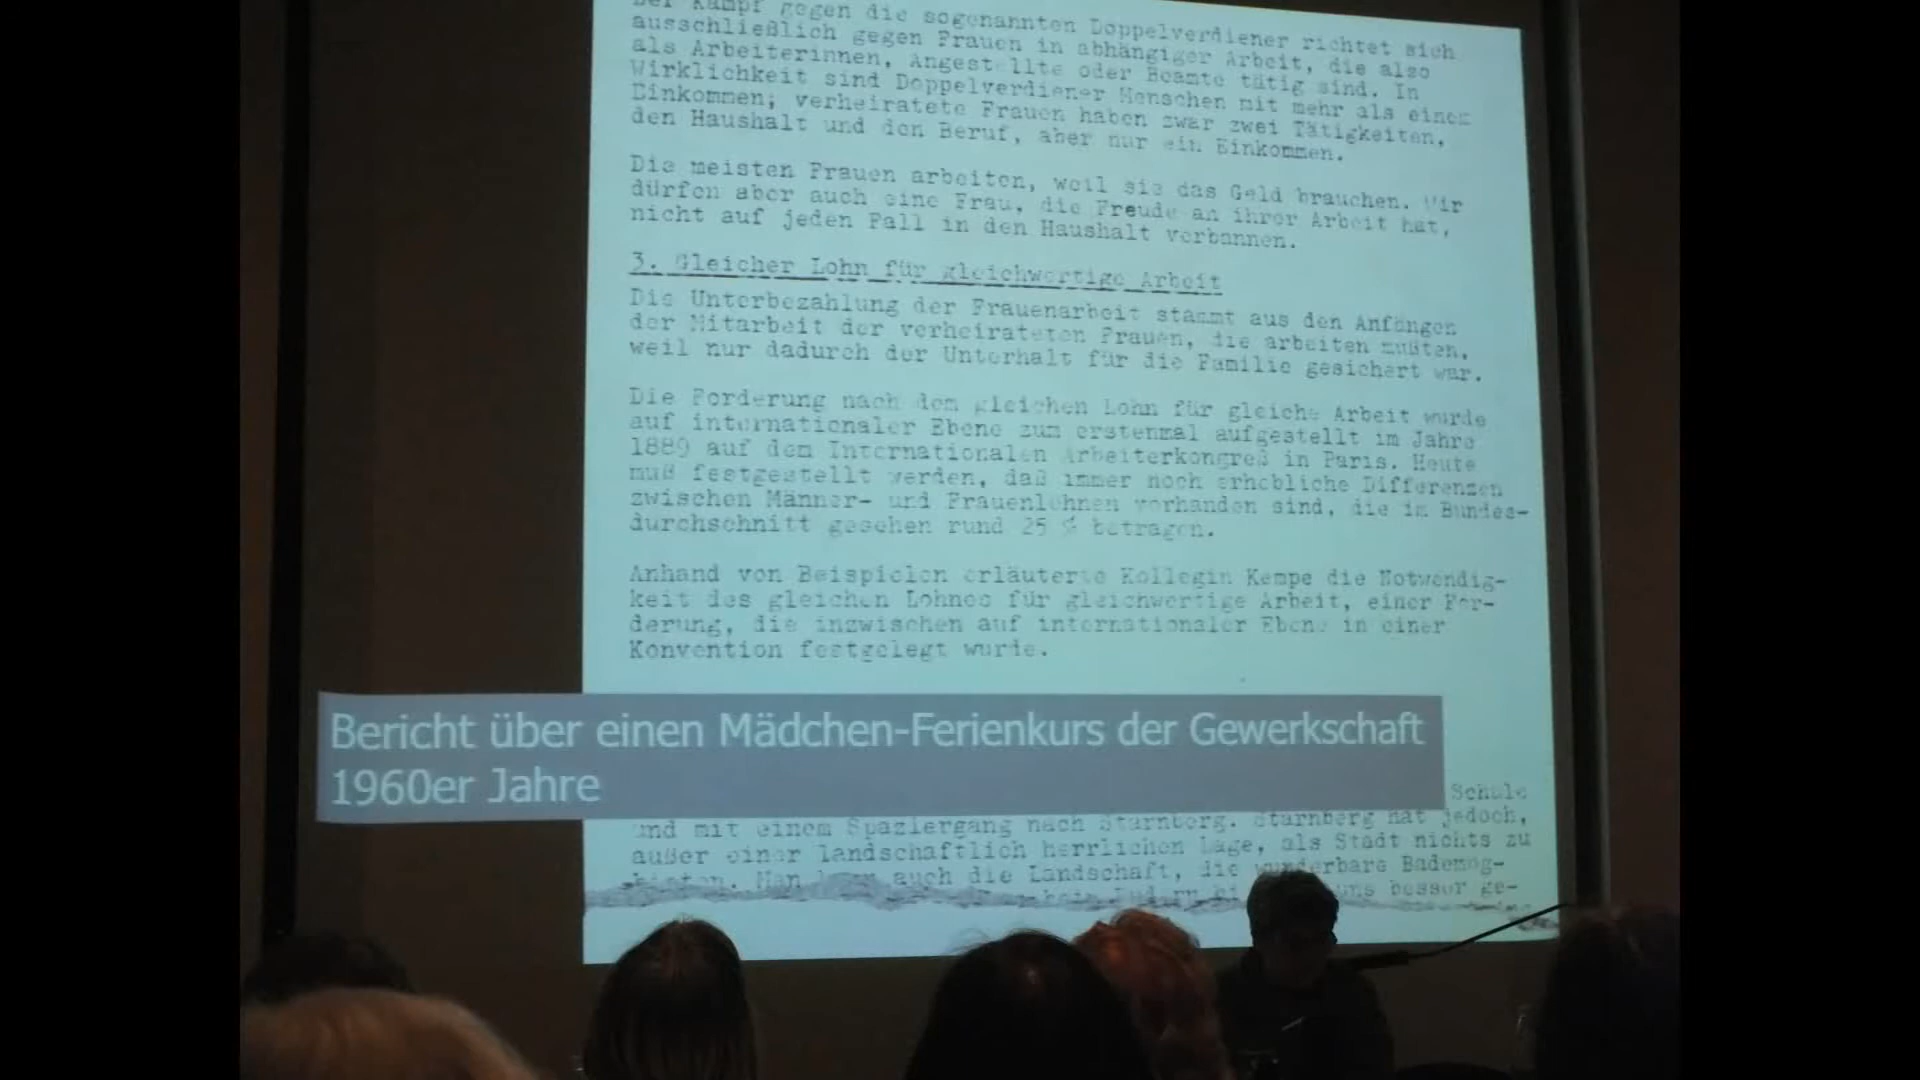 Der Kampf gegen die sogenannten Doppelverdiener richtet sich
ausschließlich gegen Frauen in abhängiger Arbeit, die also
als Arbeiterinnen, Angestellte oder Beamte tätig sind. In
Wirklichkeit sind Doppelverdiener Menschen mit mehr als einem
Einkommen; verheiratete Frauen haben zwar zwei Tätigkeiten,
den Haushalt und den Beruf, aber nur ein Einkommen.
Die meisten Frauen arbeiten, weil sie das Geld brauchen. Wir
dürfen aber auch eine Frau, die Freude an ihrer Arbeit hat,
nicht auf jeden Fall in den Haushalt verbannen.
3. Gleicher Lohn für gleichwertige Arbeit
Die Unterbezahlung der Frauenarbeit stammt aus den Anfängen
der Mitarbeit der verheirateten Frauen, die arbeiten mußten,
weil nur dadurch der Unterhalt für die Familie gesichert war.
Die Forderung nach dem gleichen Lohn für gleiche Arbeit wurde
auf internationaler Ebene zum erstenmal aufgestellt im Jahre
1889 auf dem Internationalen Arbeiterkongreß in Paris. Heute
muß festgestellt werden, daß immer noch erhebliche Differenzen
zwischen Männer- und Frauenlöhnen vorhanden sind, die im Bundes-
durchschnitt gesehen rund 25 % betragen.
Anhand von Beispielen erläuterte Kollegin Kempe die Notwendig-
keit des gleichen Lohnes für gleichwertige Arbeit, einer For-
derung, die inzwischen auf internationaler Ebene in einer
Konvention festgelegt wurde.
Bericht über einen Mädchen-Ferienkurs der Gewerkschaft
1960er Jahre
Schule
und mit einem Spaziergang nach Starnberg. Starnberg hat jedoch,
außer einer landschaftlich herrlichen Lage, als Stadt nichts zu
bieten. Man kann auch die Landschaft, die wunderbare Bademög-
uns besser ge-